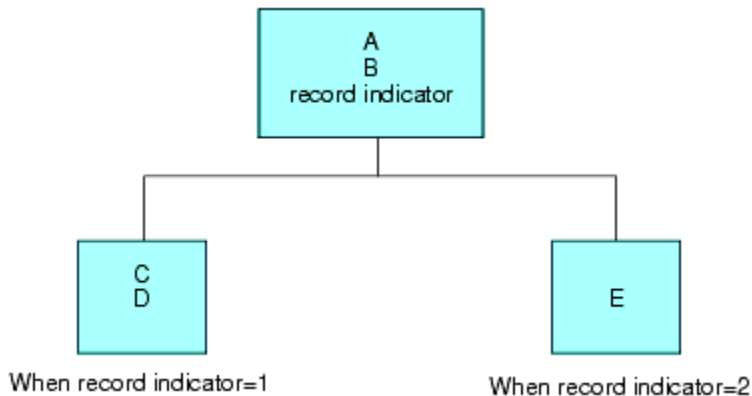 A
B
record indicator
C
D
E
When record indicator=1
When record indicator=2